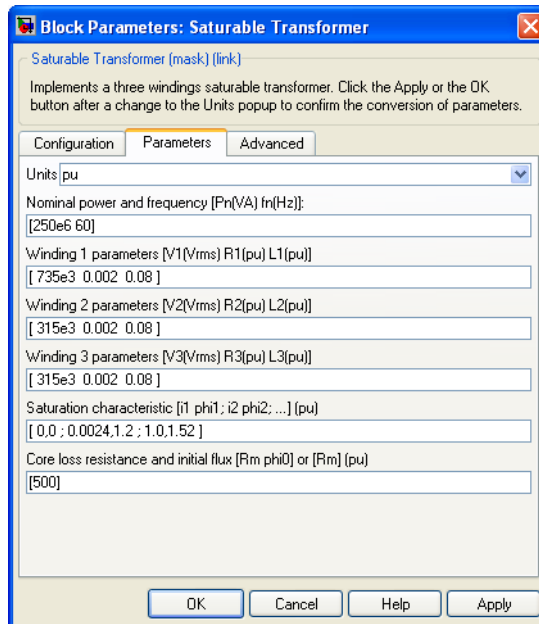 Block Parameters: Saturable Transformer
Saturable Transformer (mask) (link)
Implements a three windings saturable transformer. Click the Apply or the OK
button after a change to the Units popup to confirm the conversion of parameters.
Configuration Parameters Advanced
Units pu
Nominal power and frequency [Pn(VA) fn(Hz)]:
[250e6 60]
Winding 1 parameters [V1(Vrms) R1(pu) L1(pu)]
[ 735e3 0.002 0.08 ]
Winding 2 parameters [V2(Vrms) R2(pu) L2(pu)]
[ 315e3 0.002 0.08 ]
Winding 3 parameters [V3(Vrms) R3(pu) L3(pu)]
[ 315e3 0.002 0.08 ]
Saturation characteristic [i1 phi1; i2 phi2; ...] (pu)
[ 0,0 ; 0.0024,1.2 ; 1.0,1.52 ]
Core loss resistance and initial flux [Rm phi0] or [Rm] (pu)
[500]
OK Cancel Help Apply